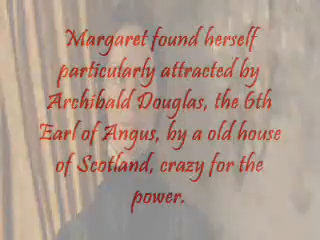 Margaret found herself
particularly attracted by
Archibald Douglas, the 6th
Earl of Angus, by a old house
of Scotland, crazy for the
power.